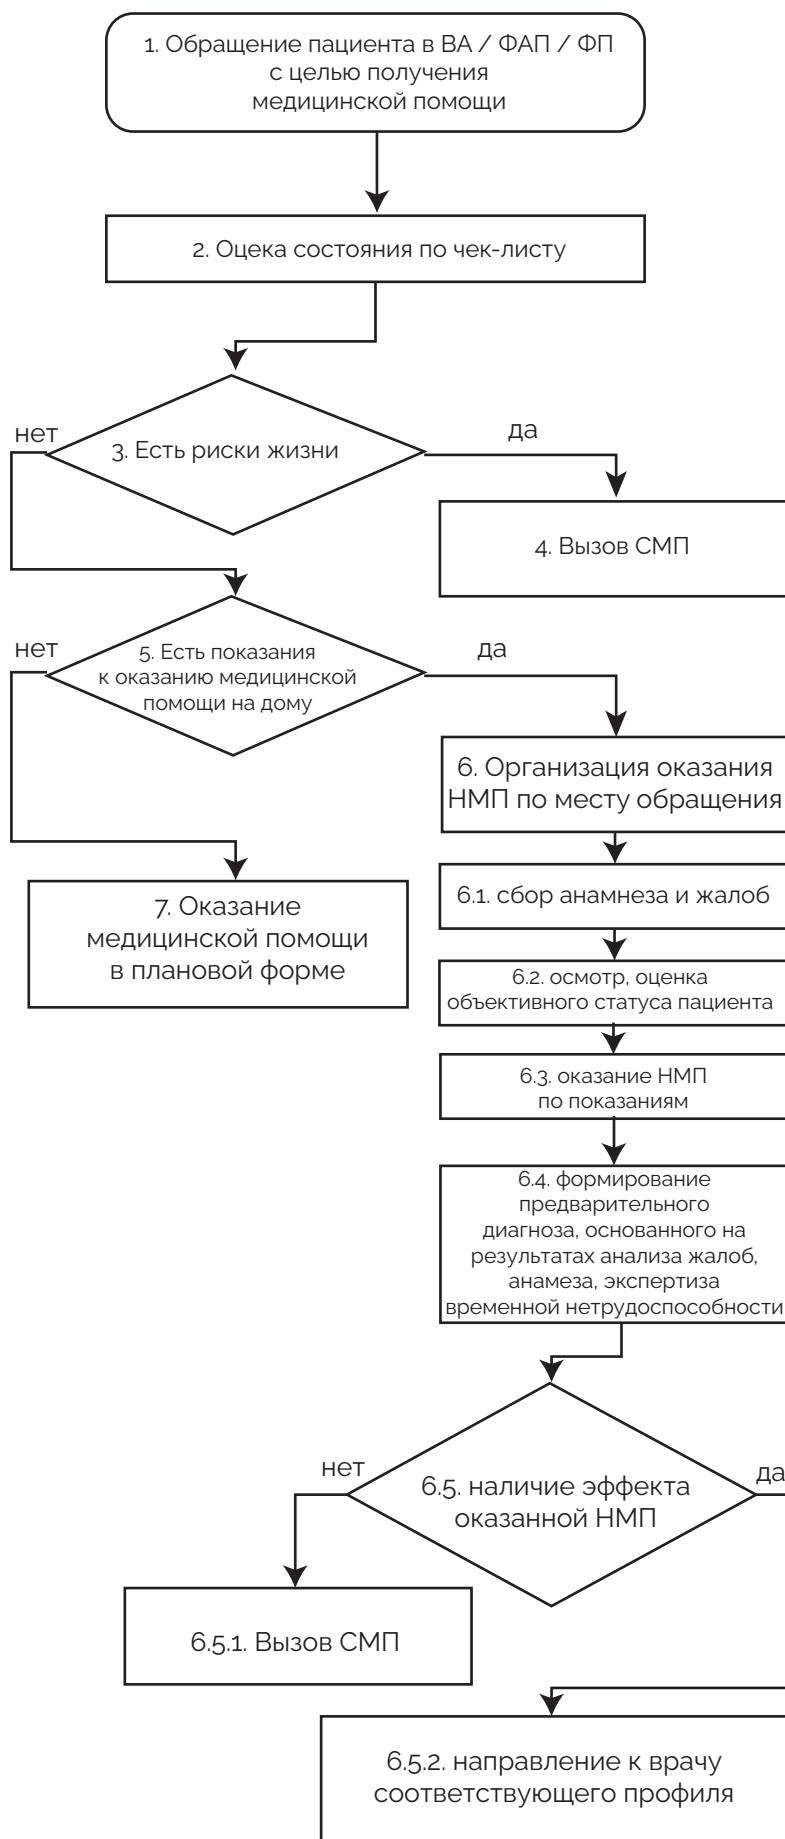 1. Обращение пациента в ВА / ФАП / ФП
с целью получения
медицинской помощи
2. Оцека состояния по чек-листу
нет
да
3. Есть риски жизни
4. Вызов СМП
нет
да
5. Есть показания
к оказанию медицинской
помощи на дому
6. Организация оказания
НМП по месту обращения
6.1. сбор анамнеза и жалоб
7. Оказание
медицинской помощи
в плановой форме
6.2. осмотр, оценка
объективного статуса пациента
6.3. оказание НМП
по показаниям
6.4. формирование
предварительного
диагноза, основанного на
результатах анализа жалоб,
анамеза, экспертиза
временной нетрудоспособности
нет
да
6.5. наличие эффекта
оказанной НМП
6.5.1. Вызов СМП
6.5.2. направление к врачу
соответствующего профиля